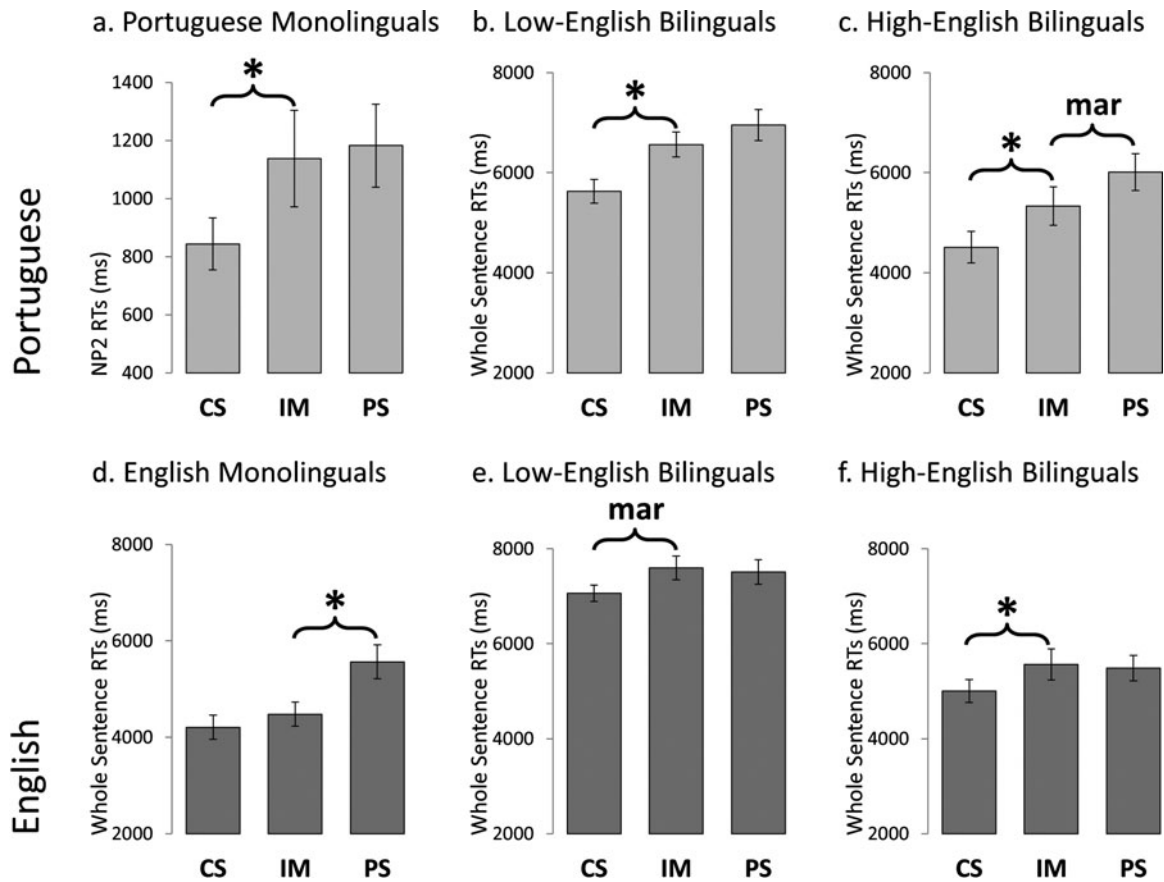 a. Portuguese Monolinguals
b. Low-English Bilinguals
c. High-English Bilinguals
Portuguese
NP2 RTs (ms)
1400
1200
1000
800
600
400
*
CS IM PS
Whole Sentence RTs (ms)
8000
6000
4000
2000
*
CS IM PS
Whole Sentence RTs (ms)
8000
6000
4000
2000
*
mar
CS IM PS
d. English Monolinguals
e. Low-English Bilinguals
f. High-English Bilinguals
English
Whole Sentence RTs (ms)
8000
6000
4000
2000
*
CS IM PS
Whole Sentence RTs (ms)
8000
6000
4000
2000
mar
CS IM PS
Whole Sentence RTs (ms)
8000
6000
4000
2000
*
CS IM PS